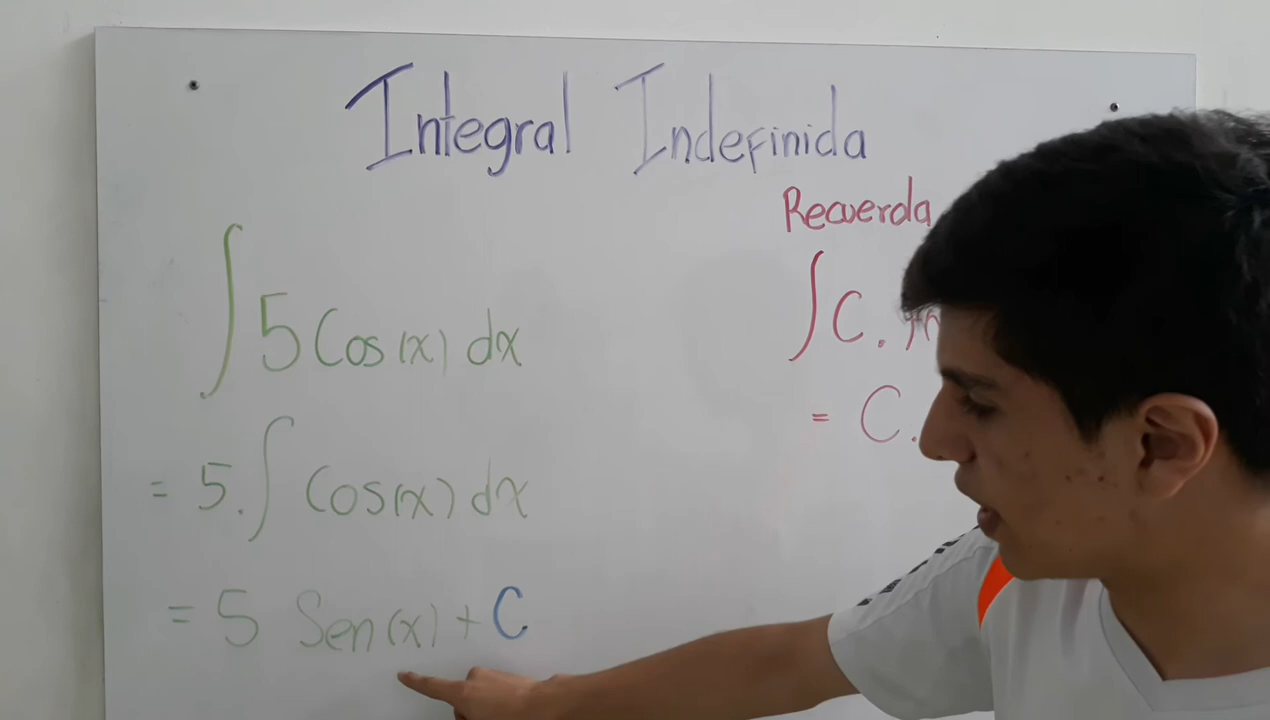 Integral Indefinida
∫ 5 Cos(x) dx
= 5. ∫ Cos(x) dx
= 5 Sen(x) + C
Recuerda
∫ C.
= C.